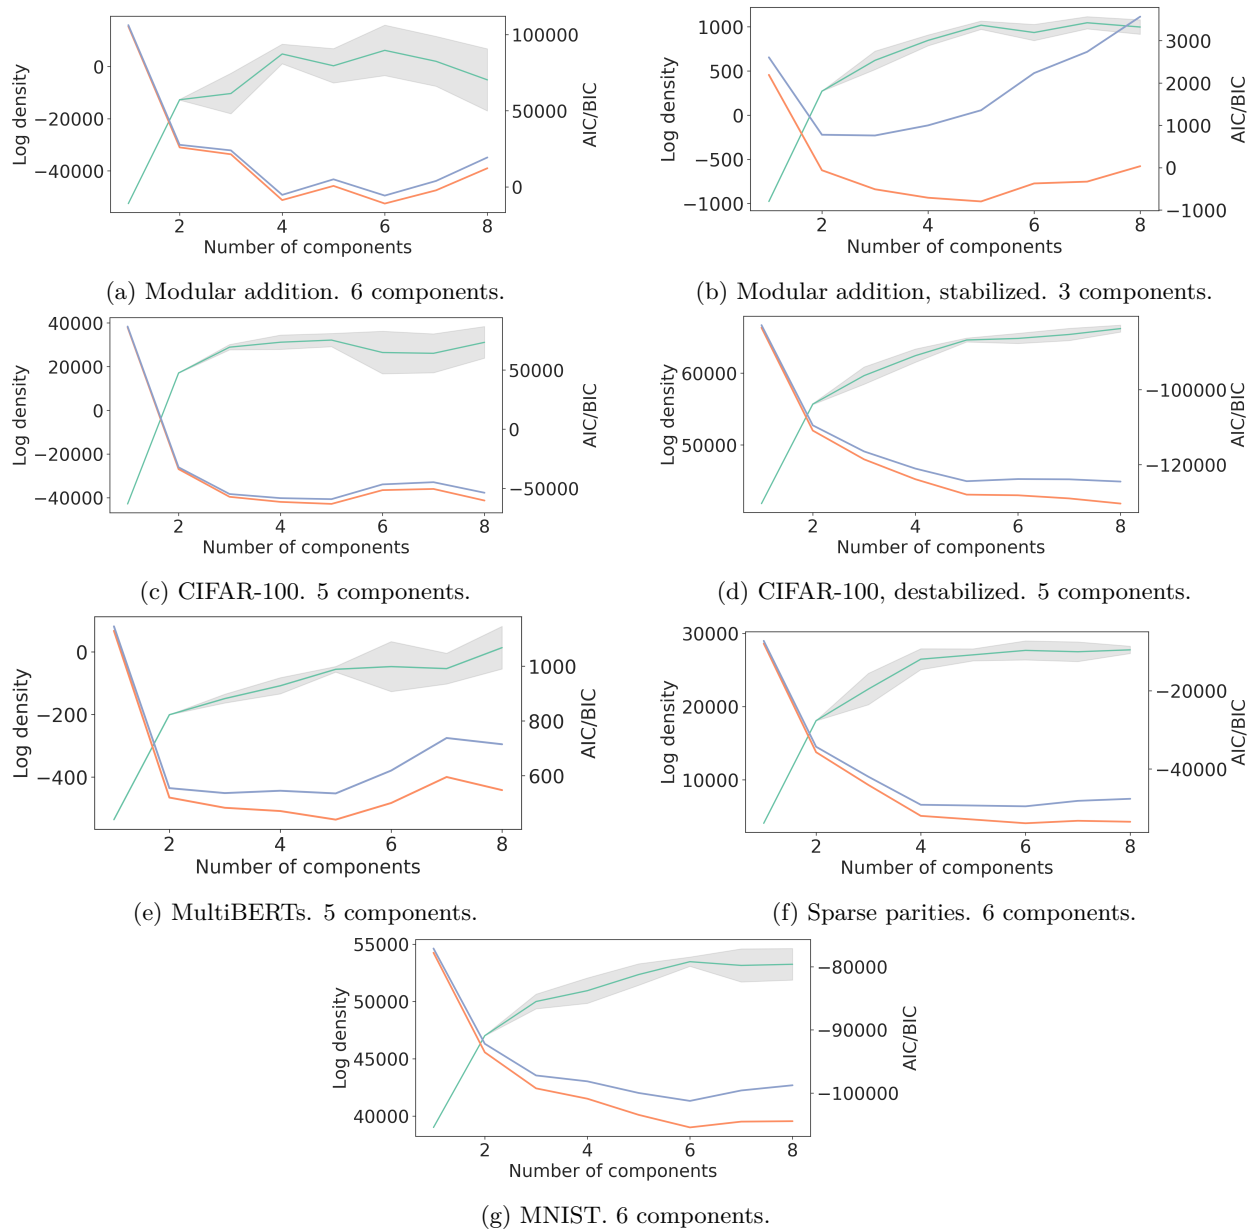 0
−20000
−40000
Log density
100000
50000
0
AIC/BIC
2 4 6 8
Number of components
(a) Modular addition. 6 components.
1000
500
0
−500
−1000
Log density
3000
2000
1000
0
−1000
AIC/BIC
2 4 6 8
Number of components
(b) Modular addition, stabilized. 3 components.
40000
20000
0
−20000
−40000
Log density
50000
0
−50000
AIC/BIC
2 4 6 8
Number of components
(c) CIFAR-100. 5 components.
60000
50000
Log density
−100000
−120000
AIC/BIC
2 4 6 8
Number of components
(d) CIFAR-100, destabilized. 5 components.
0
−200
−400
Log density
1000
800
600
AIC/BIC
2 4 6 8
Number of components
(e) MultiBERTs. 5 components.
30000
20000
10000
Log density
−20000
−40000
AIC/BIC
2 4 6 8
Number of components
(f) Sparse parities. 6 components.
55000
50000
45000
40000
Log density
−80000
−90000
−100000
AIC/BIC
2 4 6 8
Number of components
(g) MNIST. 6 components.